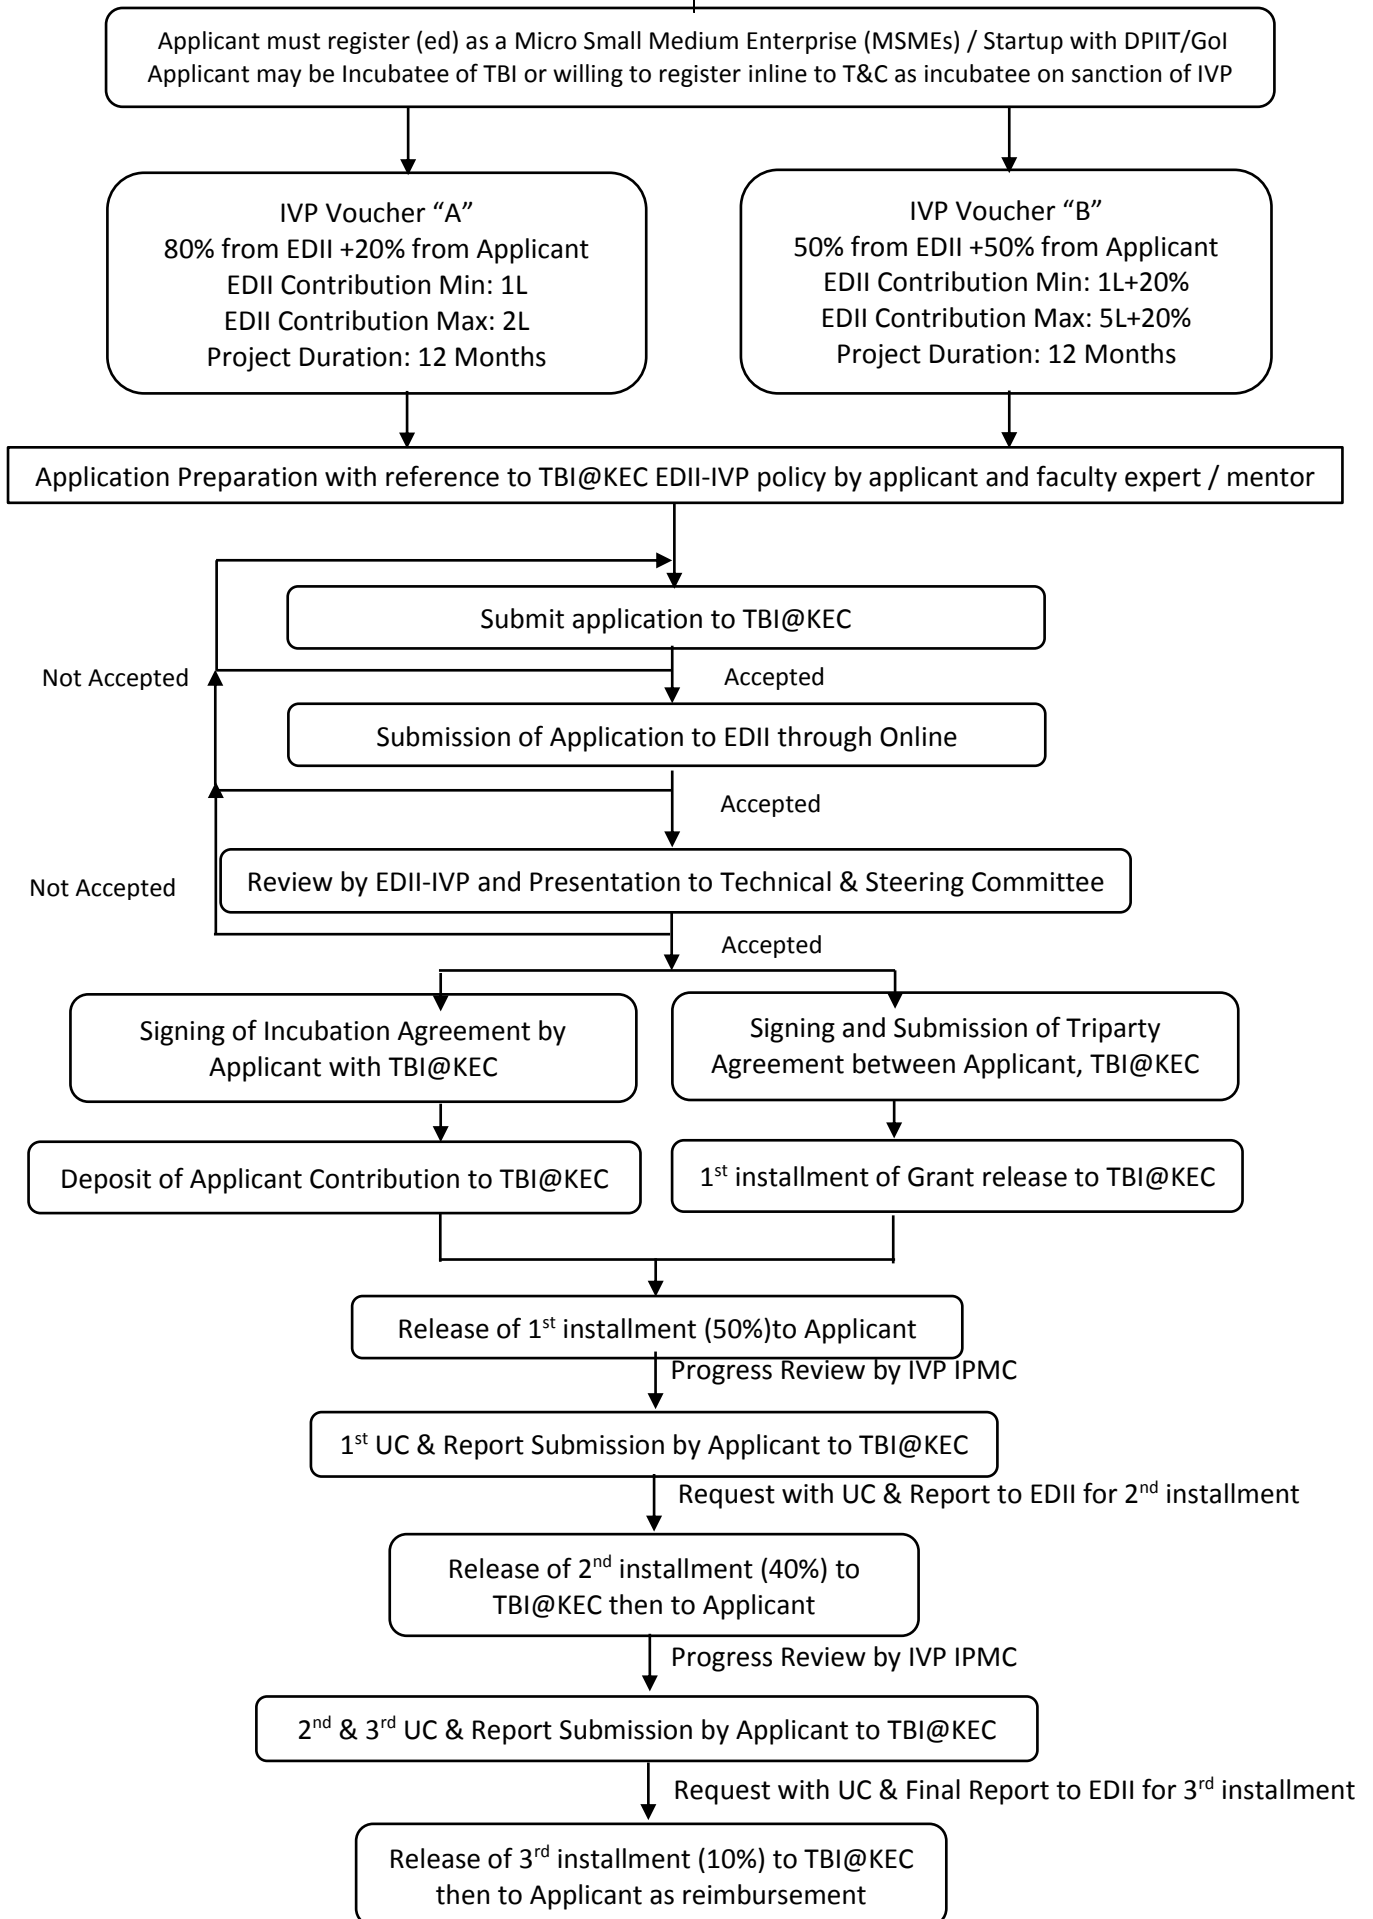 Applicant must register (ed) as a Micro Small Medium Enterprise (MSMEs) / Startup with DPIIT/GoI
Applicant may be Incubatee of TBI or willing to register inline to T&C as incubatee on sanction of IVP
IVP Voucher “A”
80% from EDII +20% from Applicant
EDII Contribution Min: 1L
EDII Contribution Max: 2L
Project Duration: 12 Months
IVP Voucher “B”
50% from EDII +50% from Applicant
EDII Contribution Min: 1L+20%
EDII Contribution Max: 5L+20%
Project Duration: 12 Months
Application Preparation with reference to TBI@KEC EDII-IVP policy by applicant and faculty expert / mentor
Submit application to TBI@KEC
Not Accepted
Accepted
Submission of Application to EDII through Online
Accepted
Not Accepted
Review by EDII-IVP and Presentation to Technical & Steering Committee
Accepted
Signing of Incubation Agreement by
Applicant with TBI@KEC
Signing and Submission of Triparty
Agreement between Applicant, TBI@KEC
Deposit of Applicant Contribution to TBI@KEC
1st installment of Grant release to TBI@KEC
Release of 1st installment (50%)to Applicant
Progress Review by IVP IPMC
1st UC & Report Submission by Applicant to TBI@KEC
Request with UC & Report to EDII for 2nd installment
Release of 2nd installment (40%) to
TBI@KEC then to Applicant
Progress Review by IVP IPMC
2nd & 3rd UC & Report Submission by Applicant to TBI@KEC
Request with UC & Final Report to EDII for 3rd installment
Release of 3rd installment (10%) to TBI@KEC
then to Applicant as reimbursement